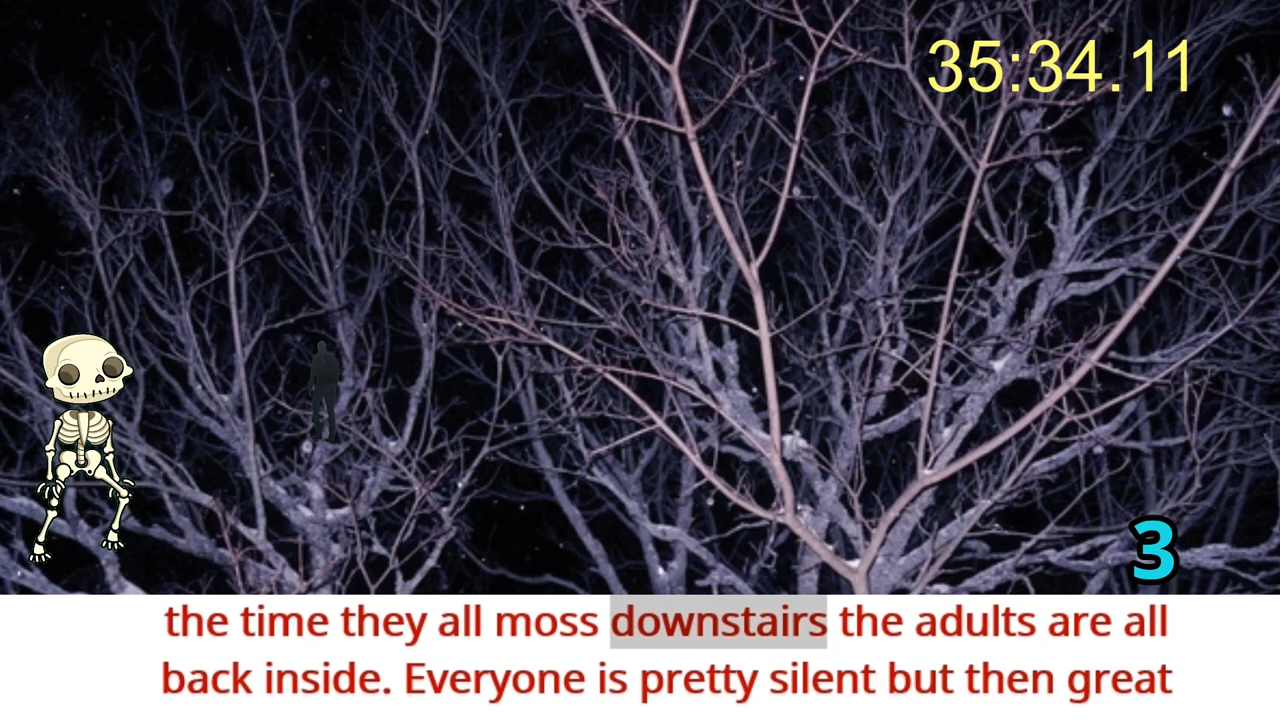 35:34.11
3
the time they all moss downstairs the adults are all
back inside. Everyone is pretty silent but then great